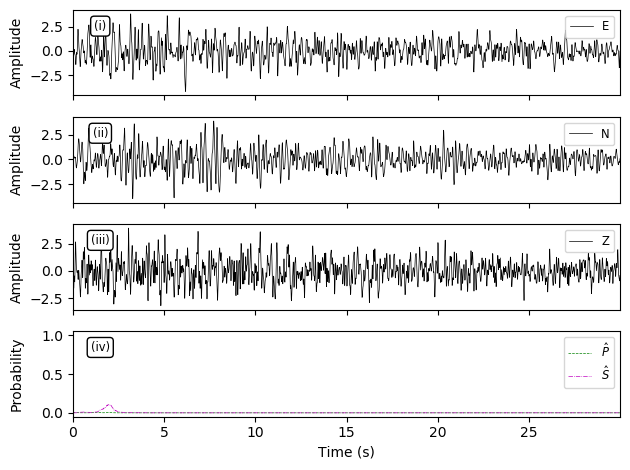 (i)
E
Amplitude
2.5
0.0
−2.5
(ii)
N
Amplitude
2.5
0.0
−2.5
(iii)
Z
Amplitude
2.5
0.0
−2.5
(iv)
P̂
Ŝ
Probability
1.0
0.5
0.0
0 5 10 15 20 25
Time (s)